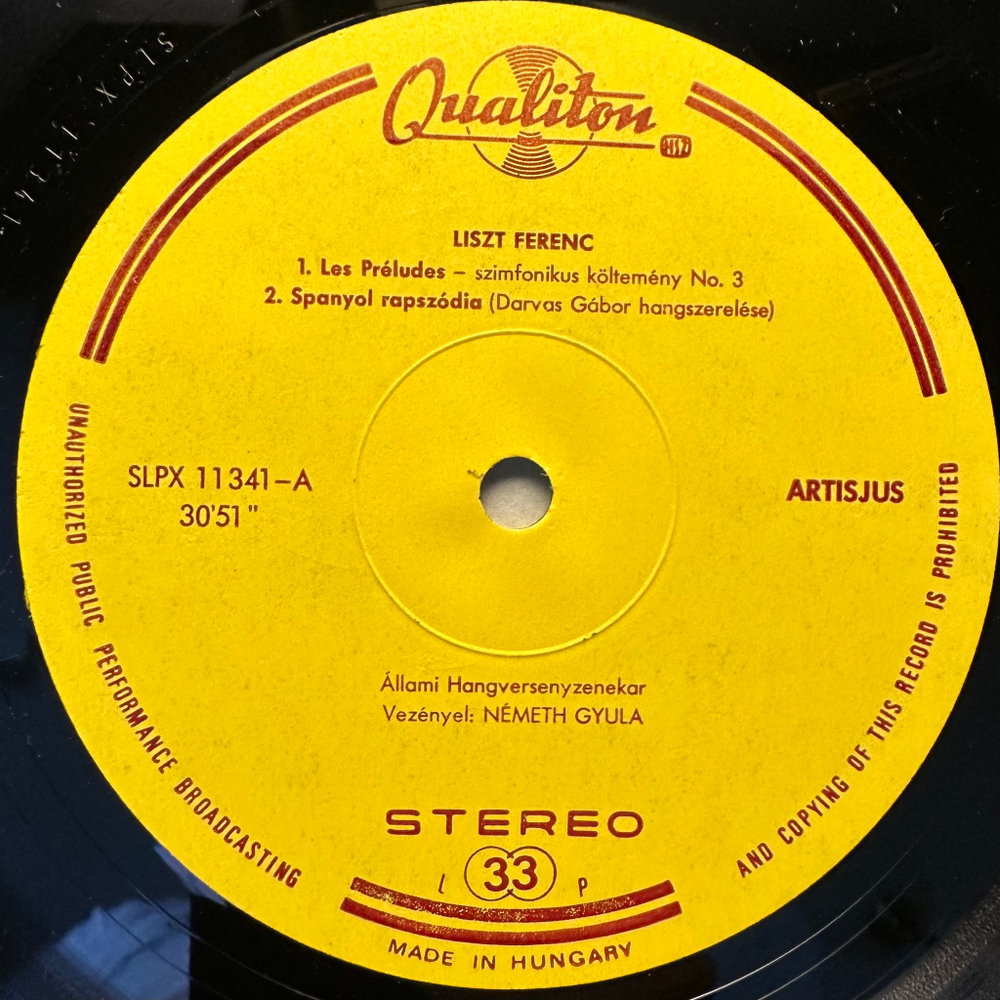 SLPX 11341
Qualiton
LISZT FERENC
1. Les Préludes – szimfonikus költemény No. 3
2. Spanyol rapszódia (Darvas Gábor hangszerelése)
SLPX 11341–A
30'51"
ARTISJUS
Állami Hangversenyzenekar
Vezényel: NÉMETH GYULA
STEREO
l 33 p
MADE IN HUNGARY
UNAUTHORIZED PUBLIC PERFORMANCE BROADCASTING
AND COPYING OF THIS RECORD IS PROHIBITED